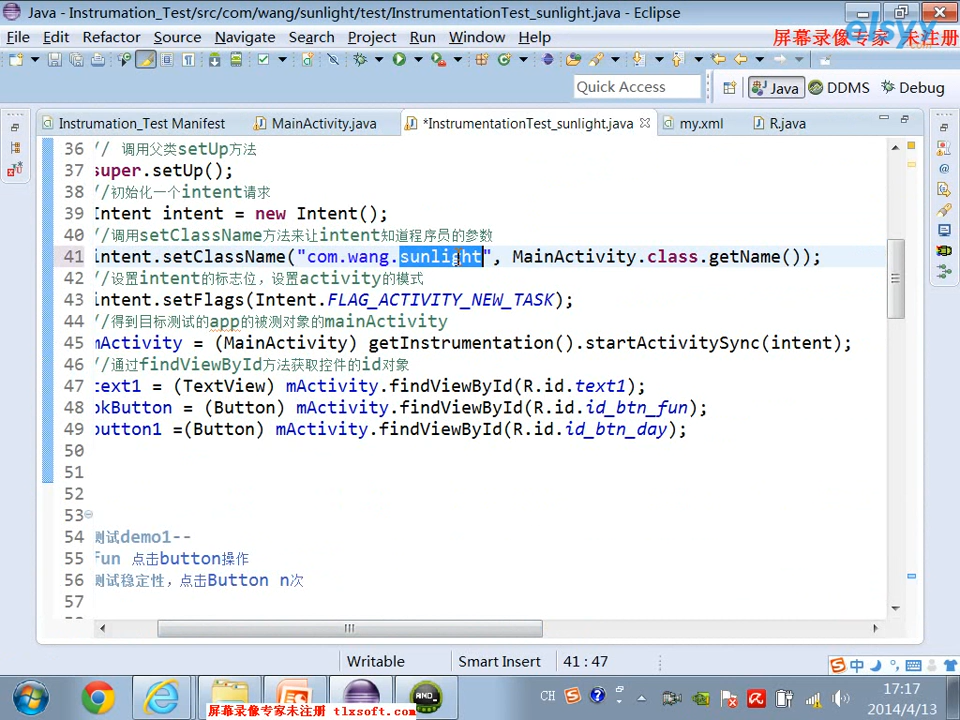 Java - Instrumation_Test/src/com/wang/sunlight/test/InstrumentationTest_sunlight.java - Eclipse
elsyy
屏幕录像专家 未注册
File Edit Refactor Source Navigate Search Project Run Window Help
Quick Access
Java DDMS Debug
Instrumation_Test Manifest MainActivity.java *InstrumentationTest_sunlight.java my.xml R.java
36 // 调用父类setUp方法
37 super.setUp();
38 //初始化一个intent请求
39 Intent intent = new Intent();
40 //调用setClassName方法来让intent知道程序员的参数
41 intent.setClassName("com.wang.sunlight", MainActivity.class.getName());
42 //设置intent的标志位，设置activity的模式
43 intent.setFlags(Intent.FLAG_ACTIVITY_NEW_TASK);
44 //得到目标测试的app的被测对象的mainActivity
45 mActivity = (MainActivity) getInstrumentation().startActivitySync(intent);
46 //通过findViewById方法获取控件的id对象
47 text1 = (TextView) mActivity.findViewById(R.id.text1);
48 okButton = (Button) mActivity.findViewById(R.id.id_btn_fun);
49 button1 =(Button) mActivity.findViewById(R.id.id_btn_day);
50
51
52
53
54 测试demo1--
55 Fun 点击button操作
56 测试稳定性，点击Button n次
57
Writable Smart Insert 41 : 47
中
CH
17:17
2014/4/13
屏幕录像专家未注册 tlxsoft.com